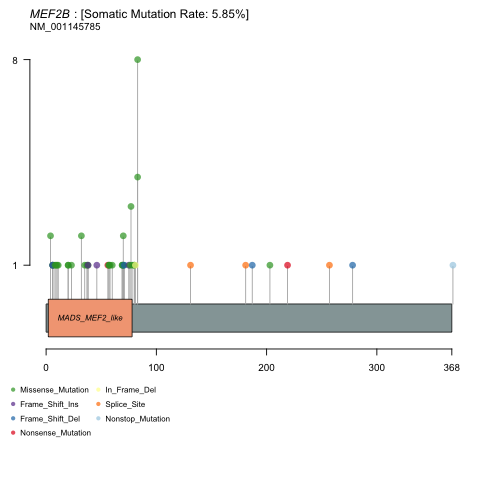 MEF2B : [Somatic Mutation Rate: 5.85%]
NM_001145785
8
1
MADS_MEF2_like
0 100 200 300 368
Missense_Mutation In_Frame_Del
Frame_Shift_Ins Splice_Site
Frame_Shift_Del Nonstop_Mutation
Nonsense_Mutation